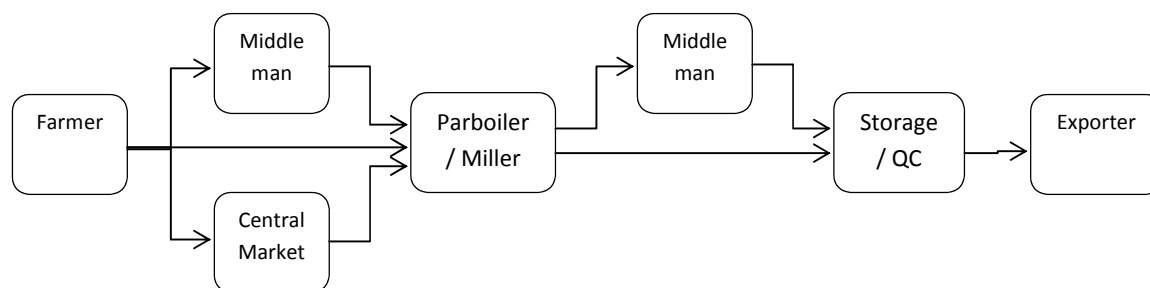 Farmer
Middle
man
Central
Market
Parboiler
/ Miller
Middle
man
Storage
/ QC
Exporter